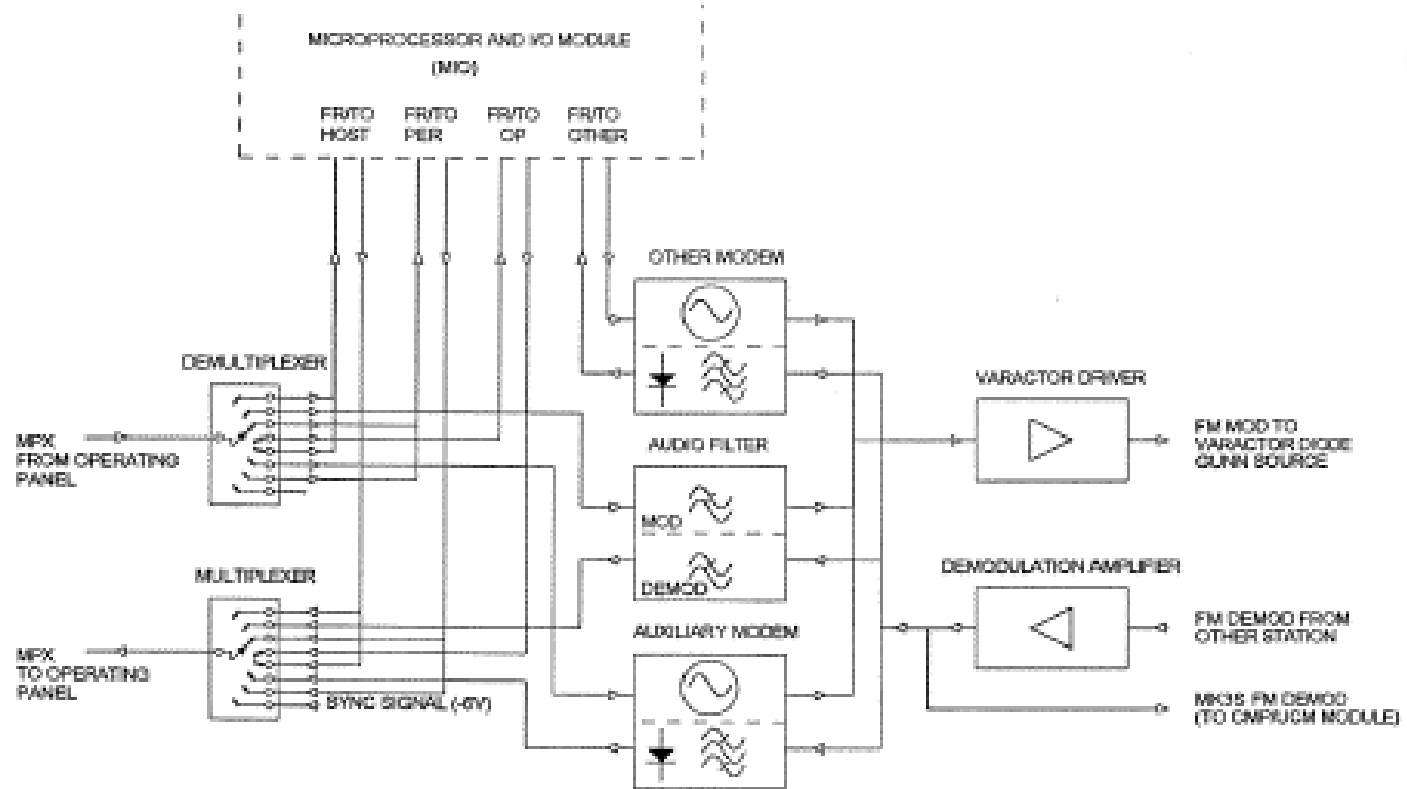 MICROPROCESSOR AND I/O MODULE
(MIO)
FR/TO HOST
FR/TO PER
FR/TO OP
FR/TO OTHER
OTHER MODEM
DEMULTIPLEXER
VARACTOR DRIVER
MPX
FROM OPERATING
PANEL
AUDIO FILTER
FM MOD TO
VARACTOR DIODE
GUNN SOURCE
MOD
MULTIPLEXER
DEMOD
DEMODULATION AMPLIFIER
AUXILIARY MODEM
FM DEMOD FROM
OTHER STATION
MPX
TO OPERATING
PANEL
SYNC SIGNAL (-6V)
FM DEMOD
(TO MODULE)